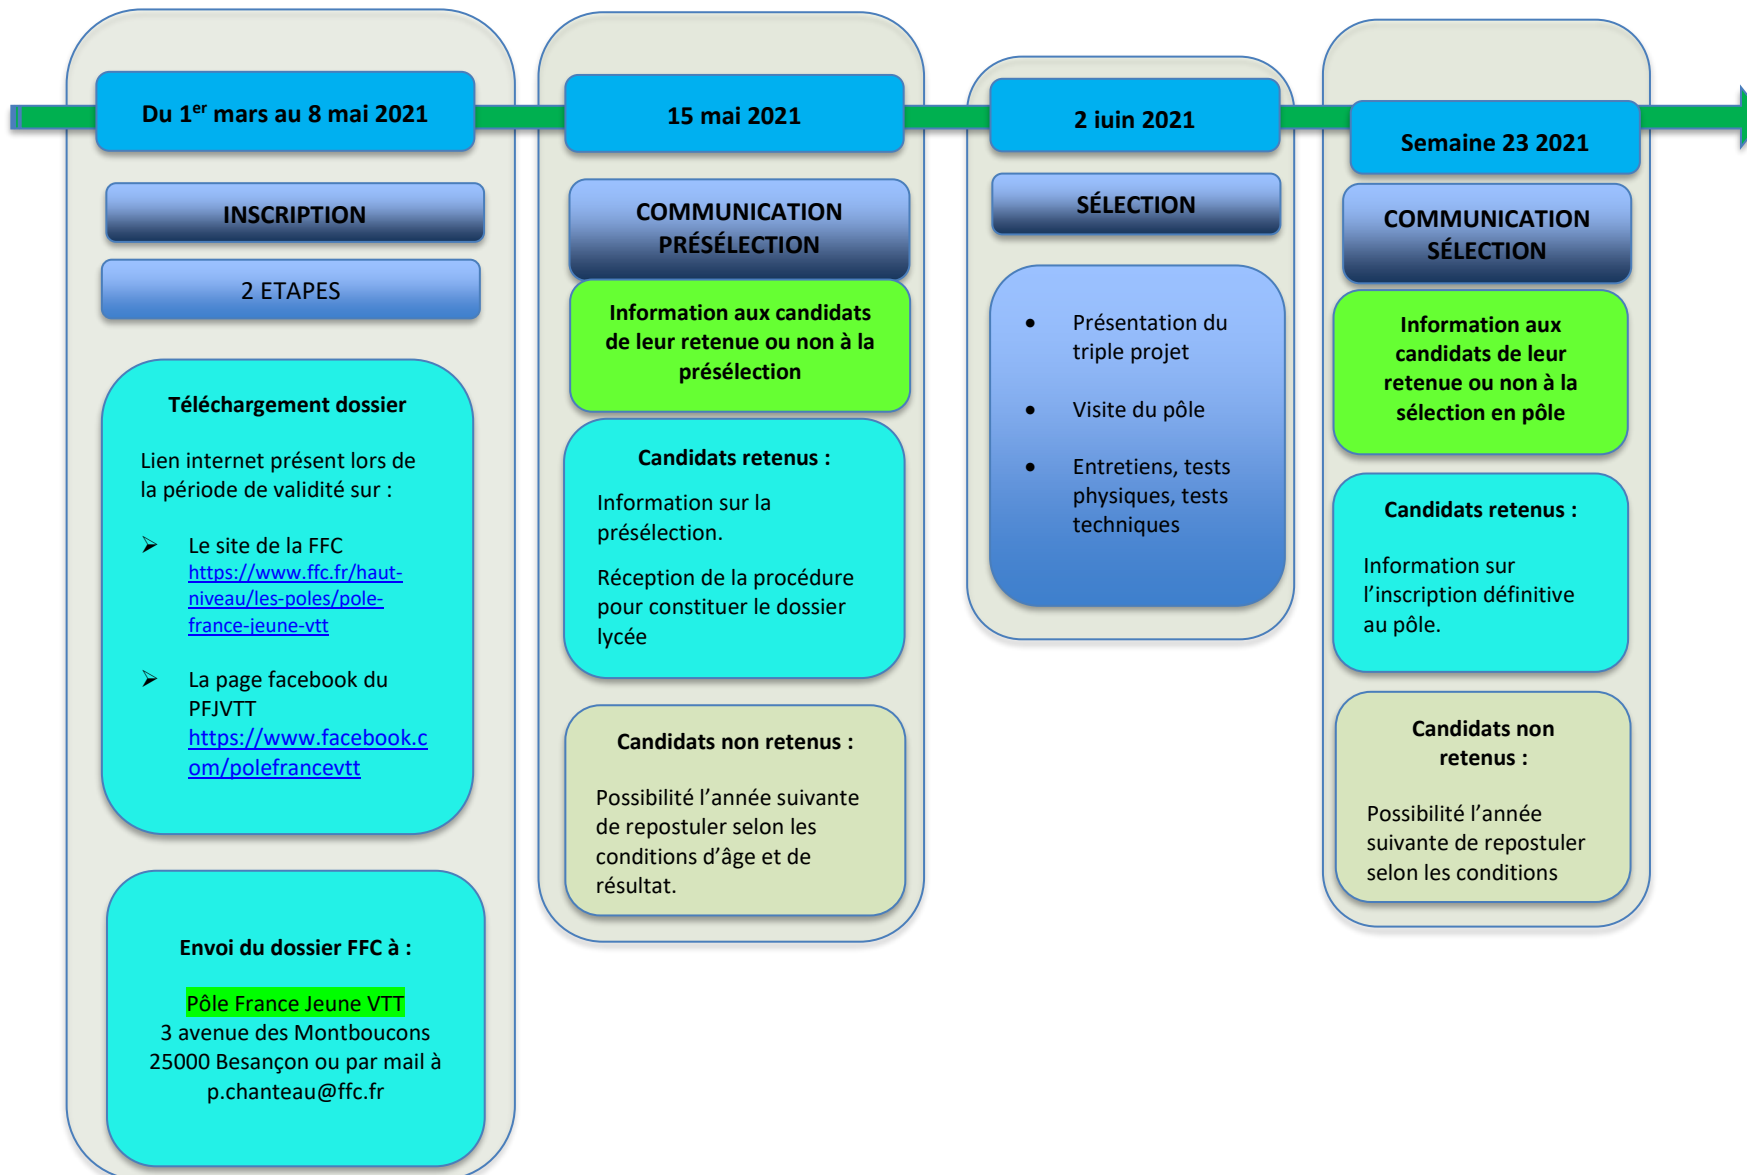 Du 1er mars au 8 mai 2021
INSCRIPTION
2 ETAPES
Téléchargement dossier
Lien internet présent lors de
la période de validité sur :
➢ Le site de la FFC
https://www.ffc.fr/haut-
niveau/les-poles/pole-
france-jeune-vtt
➢ La page facebook du
PFJVTT
https://www.facebook.c
om/polefrancevtt
Envoi du dossier FFC à :
Pôle France Jeune VTT
3 avenue des Montboucons
25000 Besançon ou par mail à
p.chanteau@ffc.fr
15 mai 2021
COMMUNICATION
PRÉSÉLECTION
Information aux candidats
de leur retenue ou non à la
présélection
Candidats retenus :
Information sur la
présélection.
Réception de la procédure
pour constituer le dossier
lycée
Candidats non retenus :
Possibilité l’année suivante
de repostuler selon les
conditions d’âge et de
résultat.
2 iuin 2021
SÉLECTION
• Présentation du
triple projet
• Visite du pôle
• Entretiens, tests
physiques, tests
techniques
Semaine 23 2021
COMMUNICATION
SÉLECTION
Information aux
candidats de leur
retenue ou non à la
sélection en pôle
Candidats retenus :
Information sur
l’inscription définitive
au pôle.
Candidats non
retenus :
Possibilité l’année
suivante de repostuler
selon les conditions